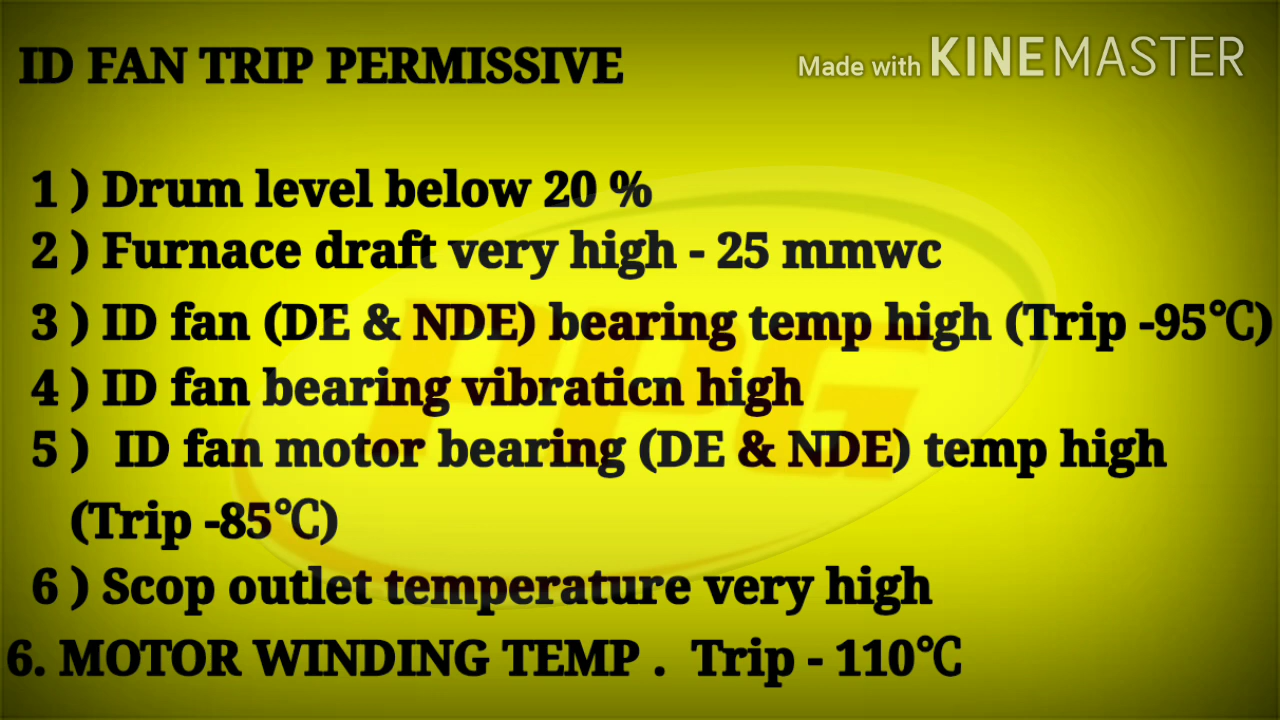 ID FAN TRIP PERMISSIVE
Made with KINEMASTER
1 ) Drum level below 20 %
2 ) Furnace draft very high - 25 mmwc
3 ) ID fan (DE & NDE) bearing temp high (Trip -95°C)
4 ) ID fan bearing vibraticn high
5 ) ID fan motor bearing (DE & NDE) temp high
(Trip -85°C)
6 ) Scop outlet temperature very high
6. MOTOR WINDING TEMP . Trip - 110°C
PPG